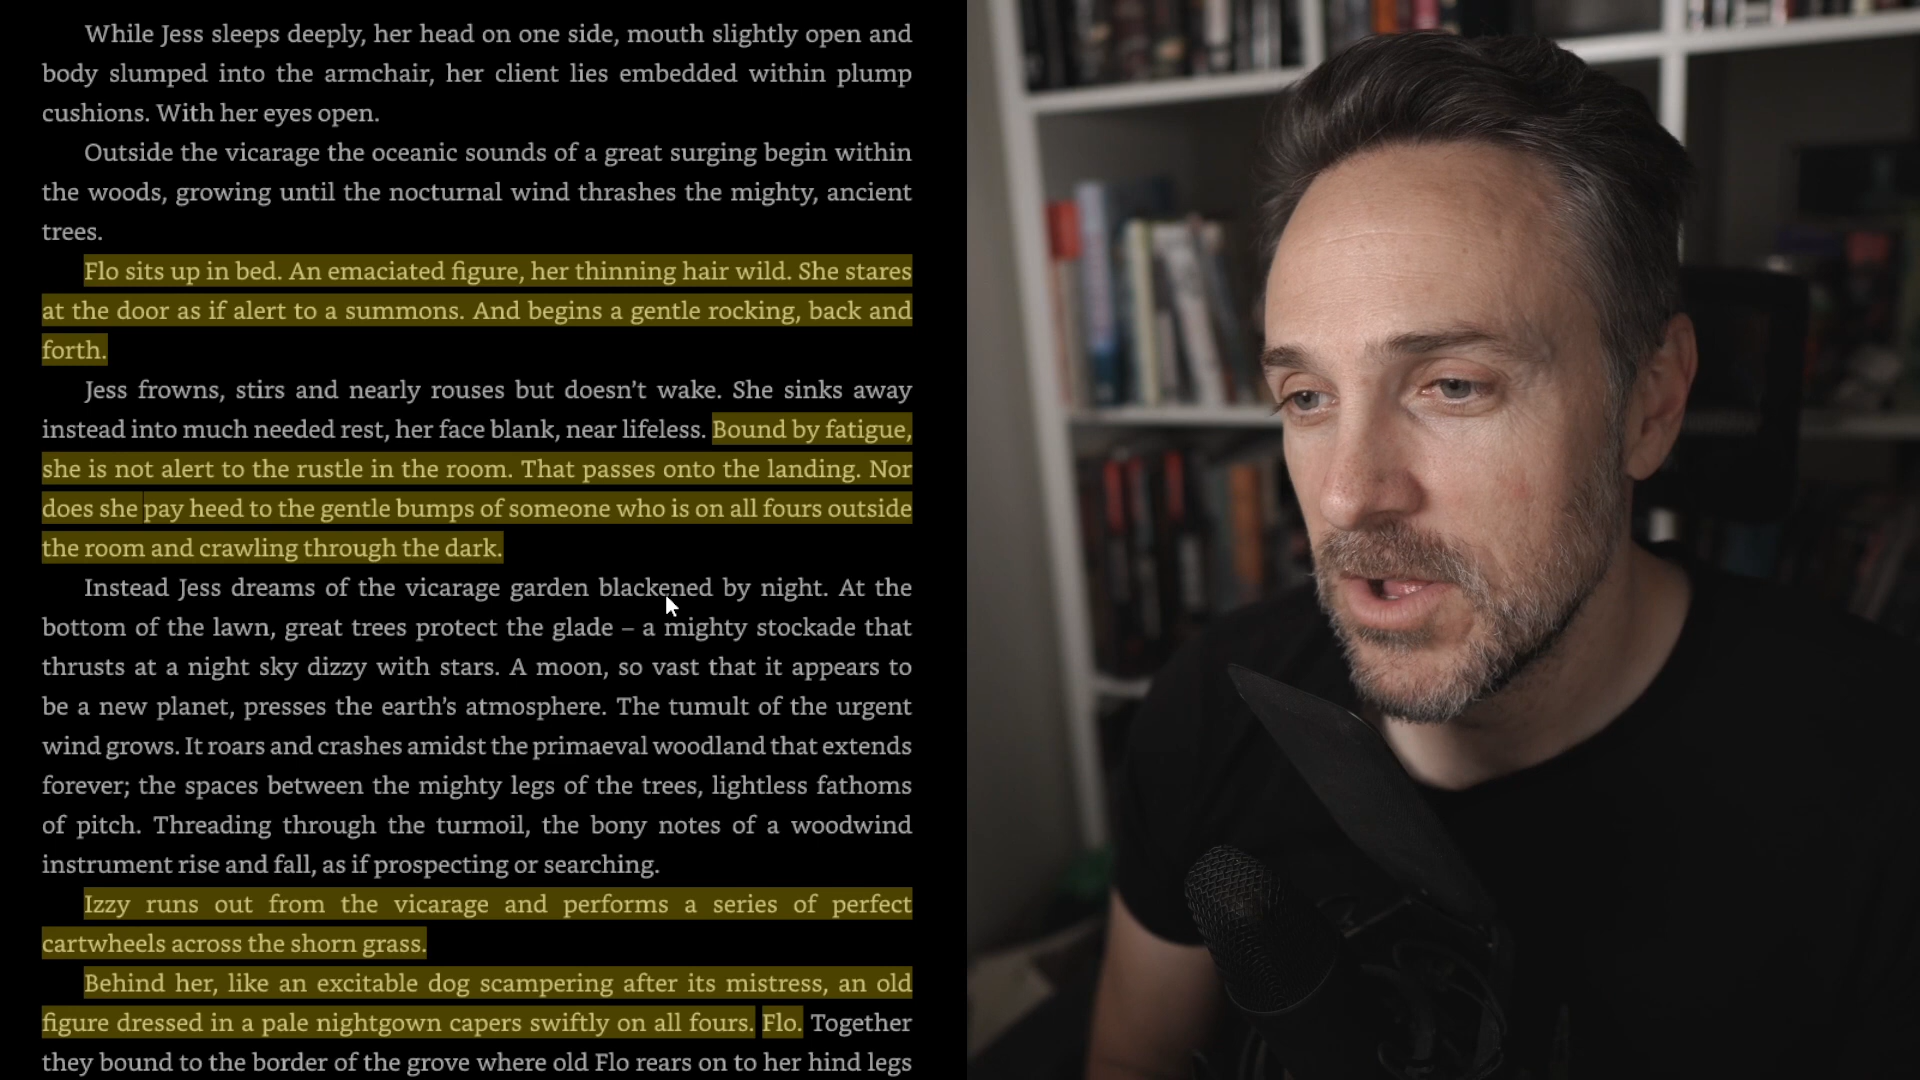 While Jess sleeps deeply, her head on one side, mouth slightly open and
body slumped into the armchair, her client lies embedded within plump
cushions. With her eyes open.
Outside the vicarage the oceanic sounds of a great surging begin within
the woods, growing until the nocturnal wind thrashes the mighty, ancient
trees.
Flo sits up in bed. An emaciated figure, her thinning hair wild. She stares
at the door as if alert to a summons. And begins a gentle rocking, back and
forth.
Jess frowns, stirs and nearly rouses but doesn’t wake. She sinks away
instead into much needed rest, her face blank, near lifeless. Bound by fatigue,
she is not alert to the rustle in the room. That passes onto the landing. Nor
does she pay heed to the gentle bumps of someone who is on all fours outside
the room and crawling through the dark.
Instead Jess dreams of the vicarage garden blackened by night. At the
bottom of the lawn, great trees protect the glade – a mighty stockade that
thrusts at a night sky dizzy with stars. A moon, so vast that it appears to
be a new planet, presses the earth’s atmosphere. The tumult of the urgent
wind grows. It roars and crashes amidst the primaeval woodland that extends
forever; the spaces between the mighty legs of the trees, lightless fathoms
of pitch. Threading through the turmoil, the bony notes of a woodwind
instrument rise and fall, as if prospecting or searching.
Izzy runs out from the vicarage and performs a series of perfect
cartwheels across the shorn grass.
Behind her, like an excitable dog scampering after its mistress, an old
figure dressed in a pale nightgown capers swiftly on all fours. Flo. Together
they bound to the border of the grove where old Flo rears on to her hind legs